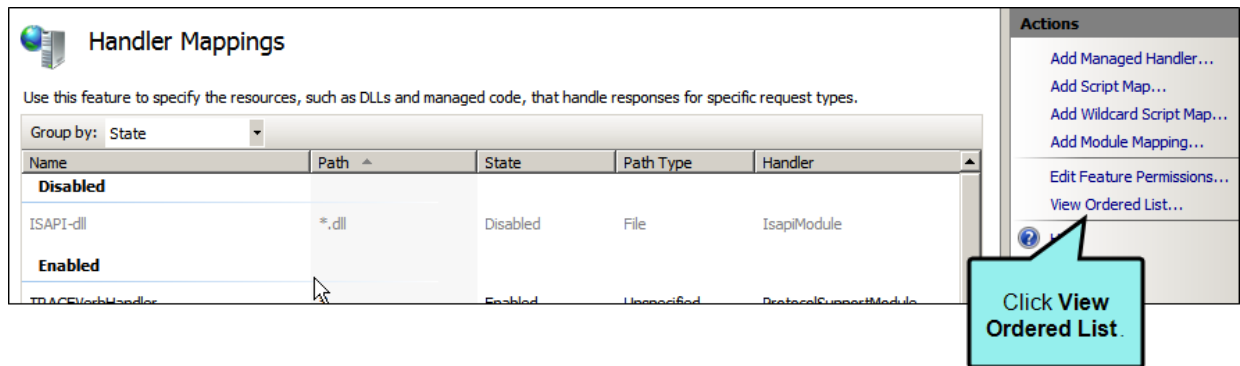 Handler Mappings
Use this feature to specify the resources, such as DLLs and managed code, that handle responses for specific request types.
Group by: State
Name Path State Path Type Handler
Disabled
ISAPI-dll *.dll Disabled File IsapiModule
Enabled
TRACEVerbHandler * Enabled Unspecified ProtocolSupportModule
Actions
Add Managed Handler...
Add Script Map...
Add Wildcard Script Map...
Add Module Mapping...
Edit Feature Permissions...
View Ordered List...
Click View
Ordered List.